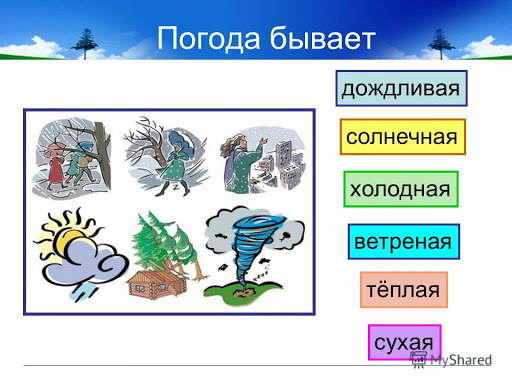 Погода бывает
дождливая
солнечная
холодная
ветреная
тёплая
сухая
MyShared